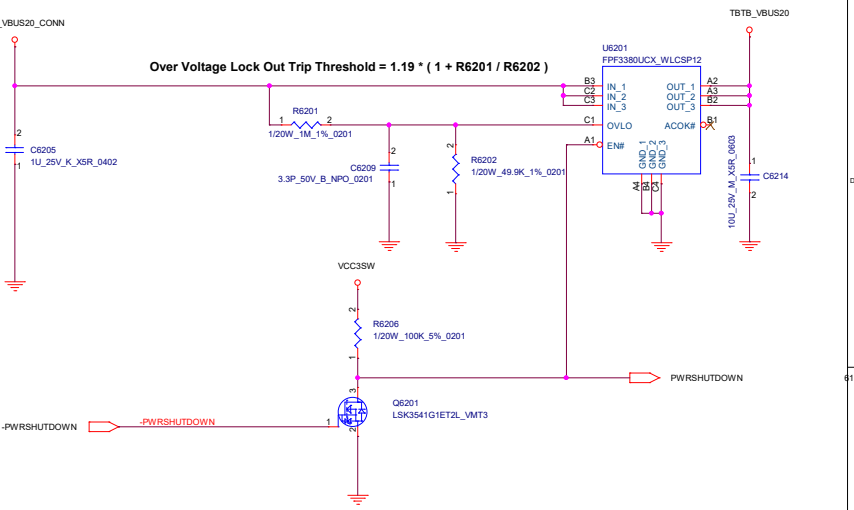 _VBUS20_CONN
TBTB_VBUS20
Over Voltage Lock Out Trip Threshold = 1.19 * ( 1 + R6201 / R6202 )
U6201
FPF3380UCX_WLCSP12
B3 IN_1 OUT_1 A2
C2 IN_2 OUT_2 A3
C3 IN_3 OUT_3 B2
C1 OVLO ACOK# B1
A1 EN#
GND_1
GND_2
GND_3
A4
B4
C4
R6201
1 2
1/20W_1M_1%_0201
2
C6205
1U_25V_K_X5R_0402
1
2
C6209
3.3P_50V_B_NPO_0201
1
2
R6202
1/20W_49.9K_1%_0201
1
1
C6214
10U_25V_M_X5R_0603
2
VCC3SW
2
R6206
1/20W_100K_5%_0201
1
PWRSHUTDOWN
61
3
Q6201
LSK3541G1ET2L_VMT3
-PWRSHUTDOWN
-PWRSHUTDOWN
1
2